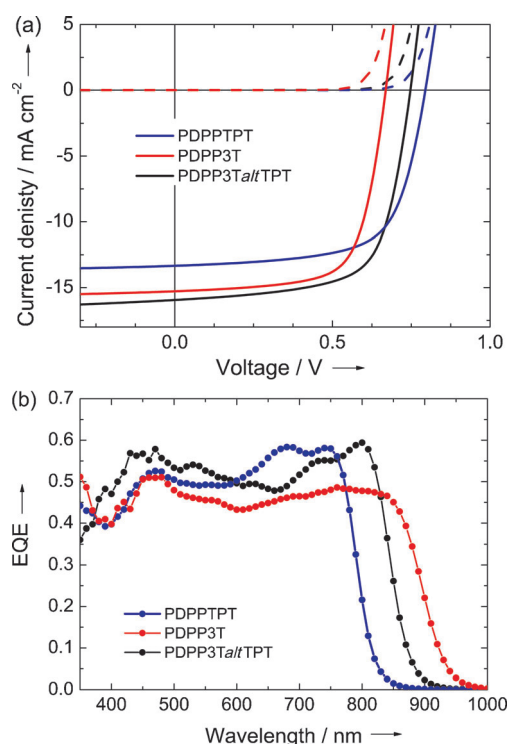 (a)
5
0
-5
-10
-15
Current denisty / mA cm⁻²
PDPPTPT
PDPP3T
PDPP3TaltTPT
0.0 0.5 1.0
Voltage / V
(b)
0.7
0.6
0.5
0.4
0.3
0.2
0.1
0.0
EQE
PDPPTPT
PDPP3T
PDPP3TaltTPT
400 500 600 700 800 900 1000
Wavelength / nm